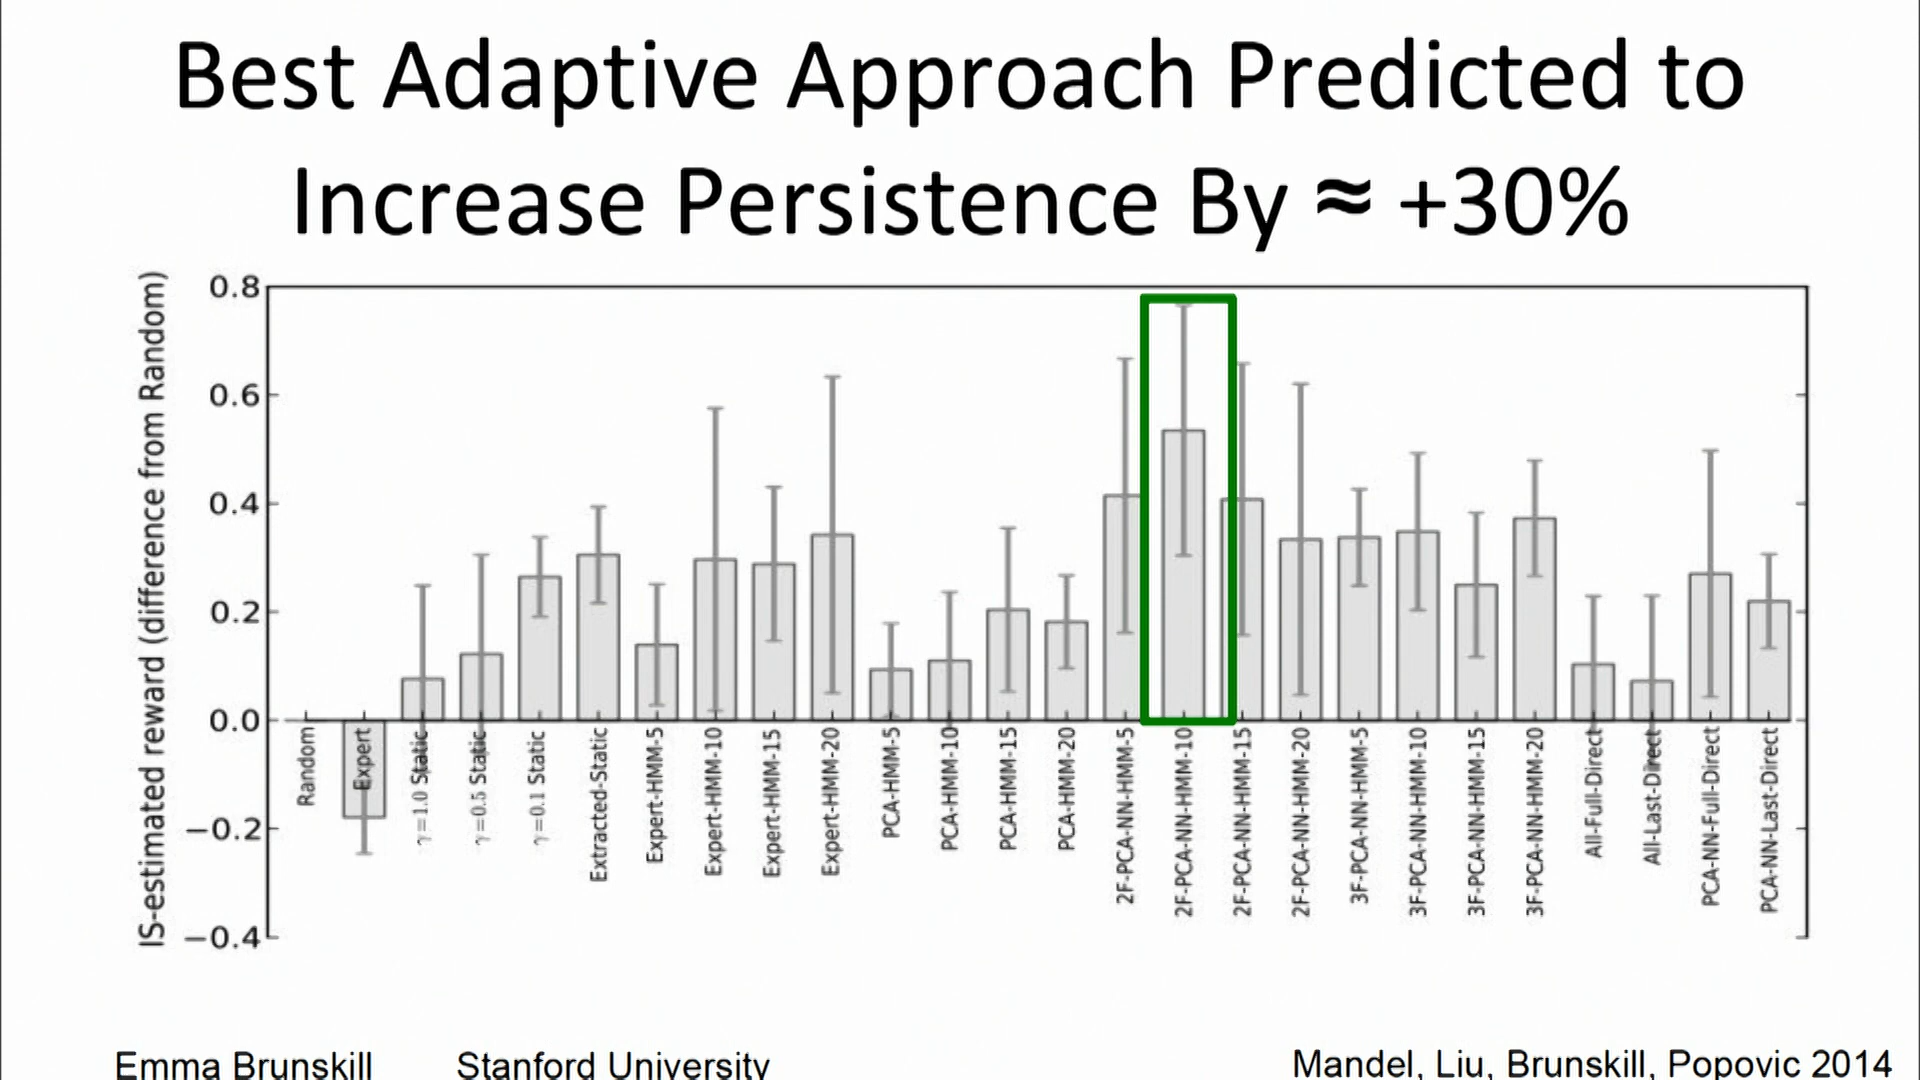 Best Adaptive Approach Predicted to
Increase Persistence By ≈ +30%
IS-estimated reward (difference from Random)
0.8
0.6
0.4
0.2
0.0
−0.2
−0.4
Random
Expert
γ=1.0 Static
γ=0.5 Static
γ=0.1 Static
Extracted-Static
Expert-HMM-5
Expert-HMM-10
Expert-HMM-15
Expert-HMM-20
PCA-HMM-5
PCA-HMM-10
PCA-HMM-15
PCA-HMM-20
2F-PCA-NN-HMM-5
2F-PCA-NN-HMM-10
2F-PCA-NN-HMM-15
2F-PCA-NN-HMM-20
3F-PCA-NN-HMM-5
3F-PCA-NN-HMM-10
3F-PCA-NN-HMM-15
3F-PCA-NN-HMM-20
All-Full-Direct
All-Last-Direct
PCA-NN-Full-Direct
PCA-NN-Last-Direct
Emma Brunskill Stanford University Mandel, Liu, Brunskill, Popovic 2014